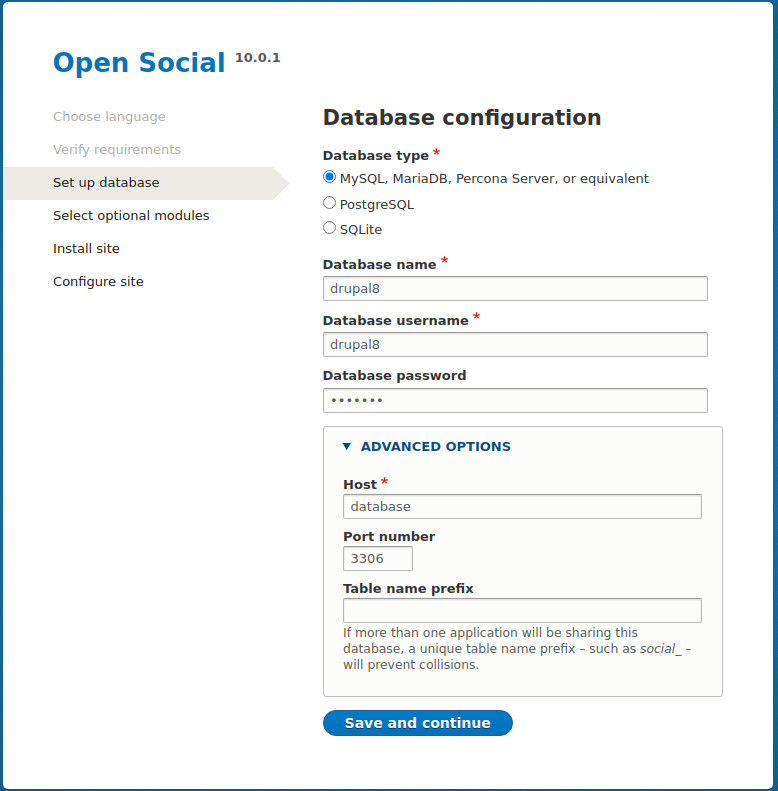 Open Social 10.0.1
Choose language
Verify requirements
Set up database
Select optional modules
Install site
Configure site
Database configuration
Database type *
MySQL, MariaDB, Percona Server, or equivalent
PostgreSQL
SQLite
Database name *
drupal8
Database username *
drupal8
Database password
•••••••
▼ ADVANCED OPTIONS
Host *
database
Port number
3306
Table name prefix
If more than one application will be sharing this
database, a unique table name prefix – such as social_ –
will prevent collisions.
Save and continue